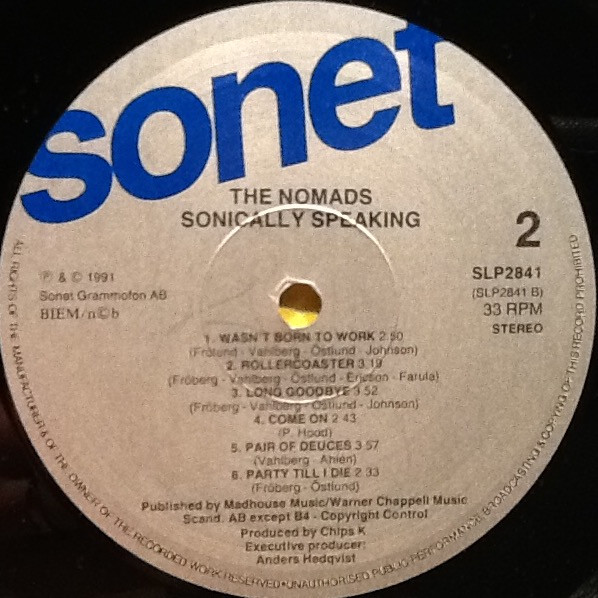 sonet
THE NOMADS
SONICALLY SPEAKING
2
℗ & © 1991
Sonet Grammofon AB
BIEM/n©b
SLP2841
(SLP2841 B)
33 RPM
STEREO
1. WASN'T BORN TO WORK 2.50
(Frölund - Vahlberg - Östlund - Johnson)
2. ROLLERCOASTER 3.19
(Fröberg - Vahlberg - Östlund - Ericson - Farula)
3. LONG GOODBYE 3.52
(Fröberg - Vahlberg - Östlund - Johnson)
4. COME ON 2.43
(P. Hood)
5. PAIR OF DEUCES 3.57
(Vahlberg - Ahlén)
6. PARTY TILL I DIE 2.33
(Fröberg - Östlund)
Published by Madhouse Music/Warner Chappell Music
Scand. AB except B4 - Copyright Control
Produced by Chips K
Executive producer:
Anders Hedqvist
ALL RIGHTS OF THE MANUFACTURER & OF THE OWNER OF THE RECORDED WORK RESERVED•UNAUTHORISED PUBLIC PERFORMANCE BROADCASTING & COPYING OF THIS RECORD PROHIBITED